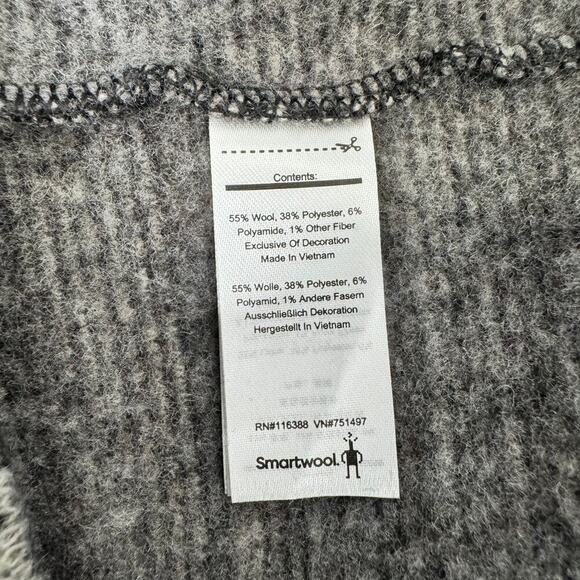 Contents:
55% Wool, 38% Polyester, 6%
Polyamide, 1% Other Fiber
Exclusive Of Decoration
Made In Vietnam
55% Wolle, 38% Polyester, 6%
Polyamid, 1% Andere Fasern
Ausschließlich Dekoration
Hergestellt In Vietnam
RN#116388 VN#751497
Smartwool.